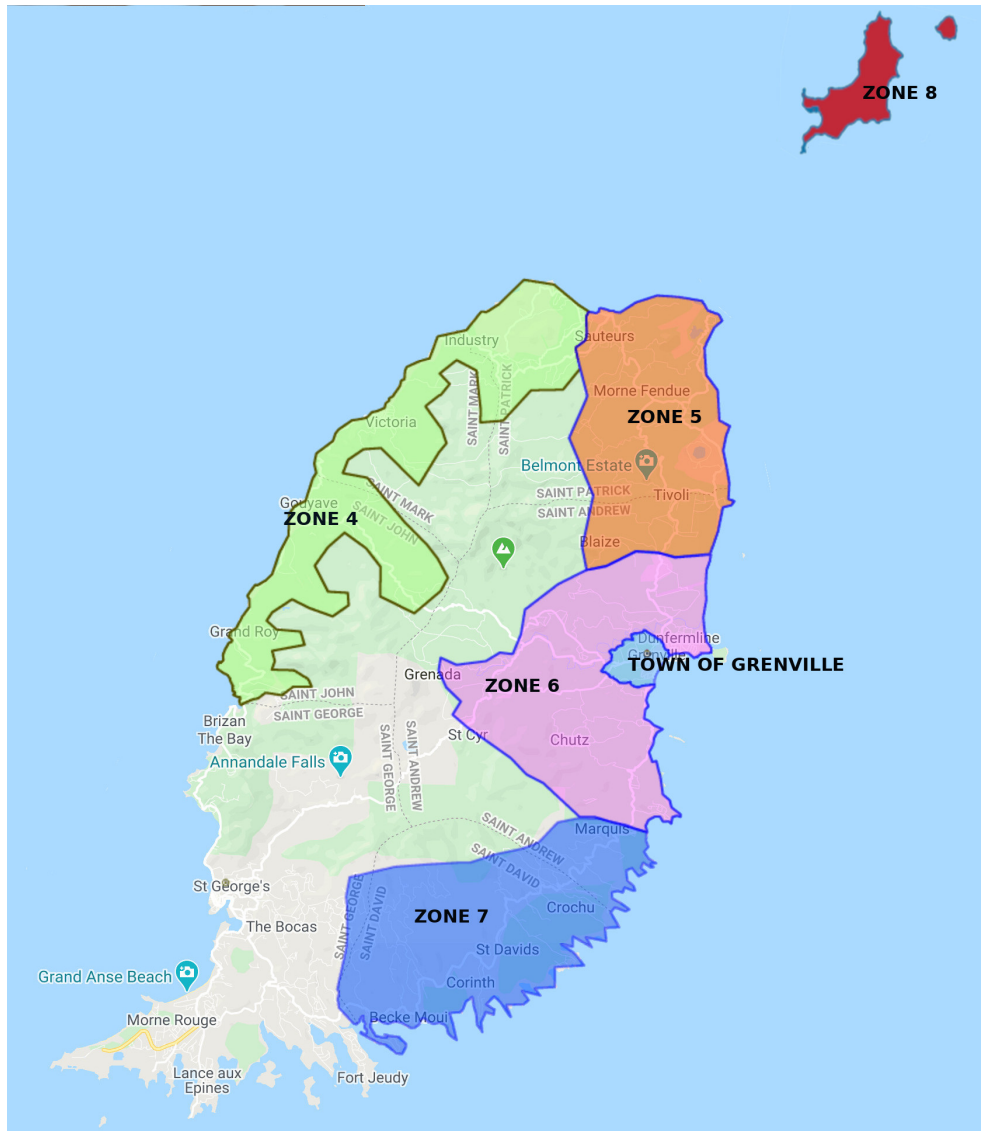 ZONE 8
Industry
Sauteurs
SAINT MARK
SAINT PATRICK
Morne Fendue
ZONE 5
Victoria
Belmont Estate
SAINT PATRICK
SAINT ANDREW
Tivoli
SAINT MARK
SAINT JOHN
Gouyave
ZONE 4
Blaize
Grand Roy
Dunfermline
Grenville
TOWN OF GRENVILLE
Grenada
ZONE 6
SAINT JOHN
SAINT GEORGE
Brizan
The Bay
St Cyr
Chutz
SAINT GEORGE
SAINT ANDREW
Annandale Falls
SAINT ANDREW
SAINT DAVID
Marquis
St George's
SAINT GEORGE
SAINT DAVID
ZONE 7
Crochu
The Bocas
St Davids
Grand Anse Beach
Corinth
Morne Rouge
Becke Moui
Lance aux
Epines
Fort Jeudy